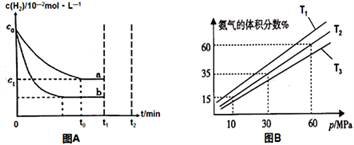 c(H₂)/10⁻²mol·L⁻¹
c₀
c₁
a
b
0
t₀
t₁
t₂
t/min
图A
氨气的体积分数%
T₁
T₂
T₃
60
35
15
10
30
60
p/MPa
图B